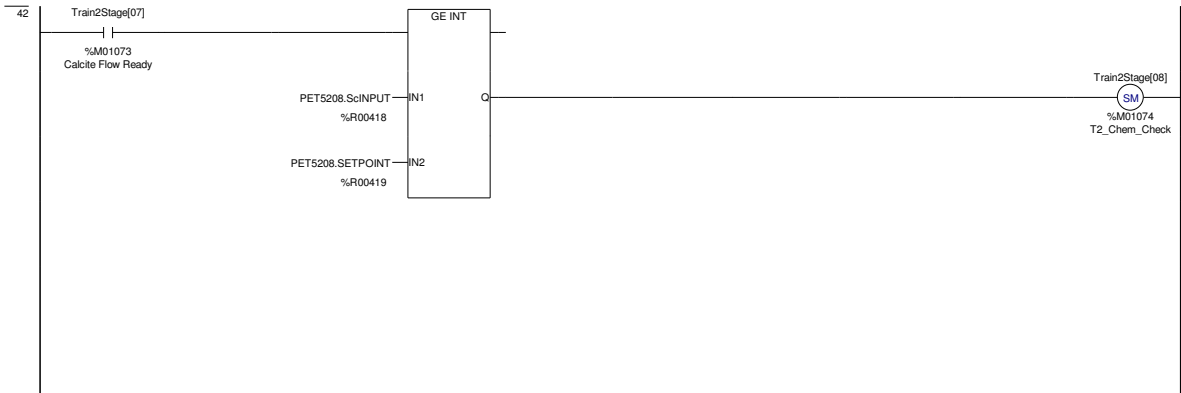 42
Train2Stage[07]
%M01073
Calcite Flow Ready
GE INT
PET5208.ScINPUT
IN1
Q
%R00418
PET5208.SETPOINT
IN2
%R00419
Train2Stage[08]
SM
%M01074
T2_Chem_Check